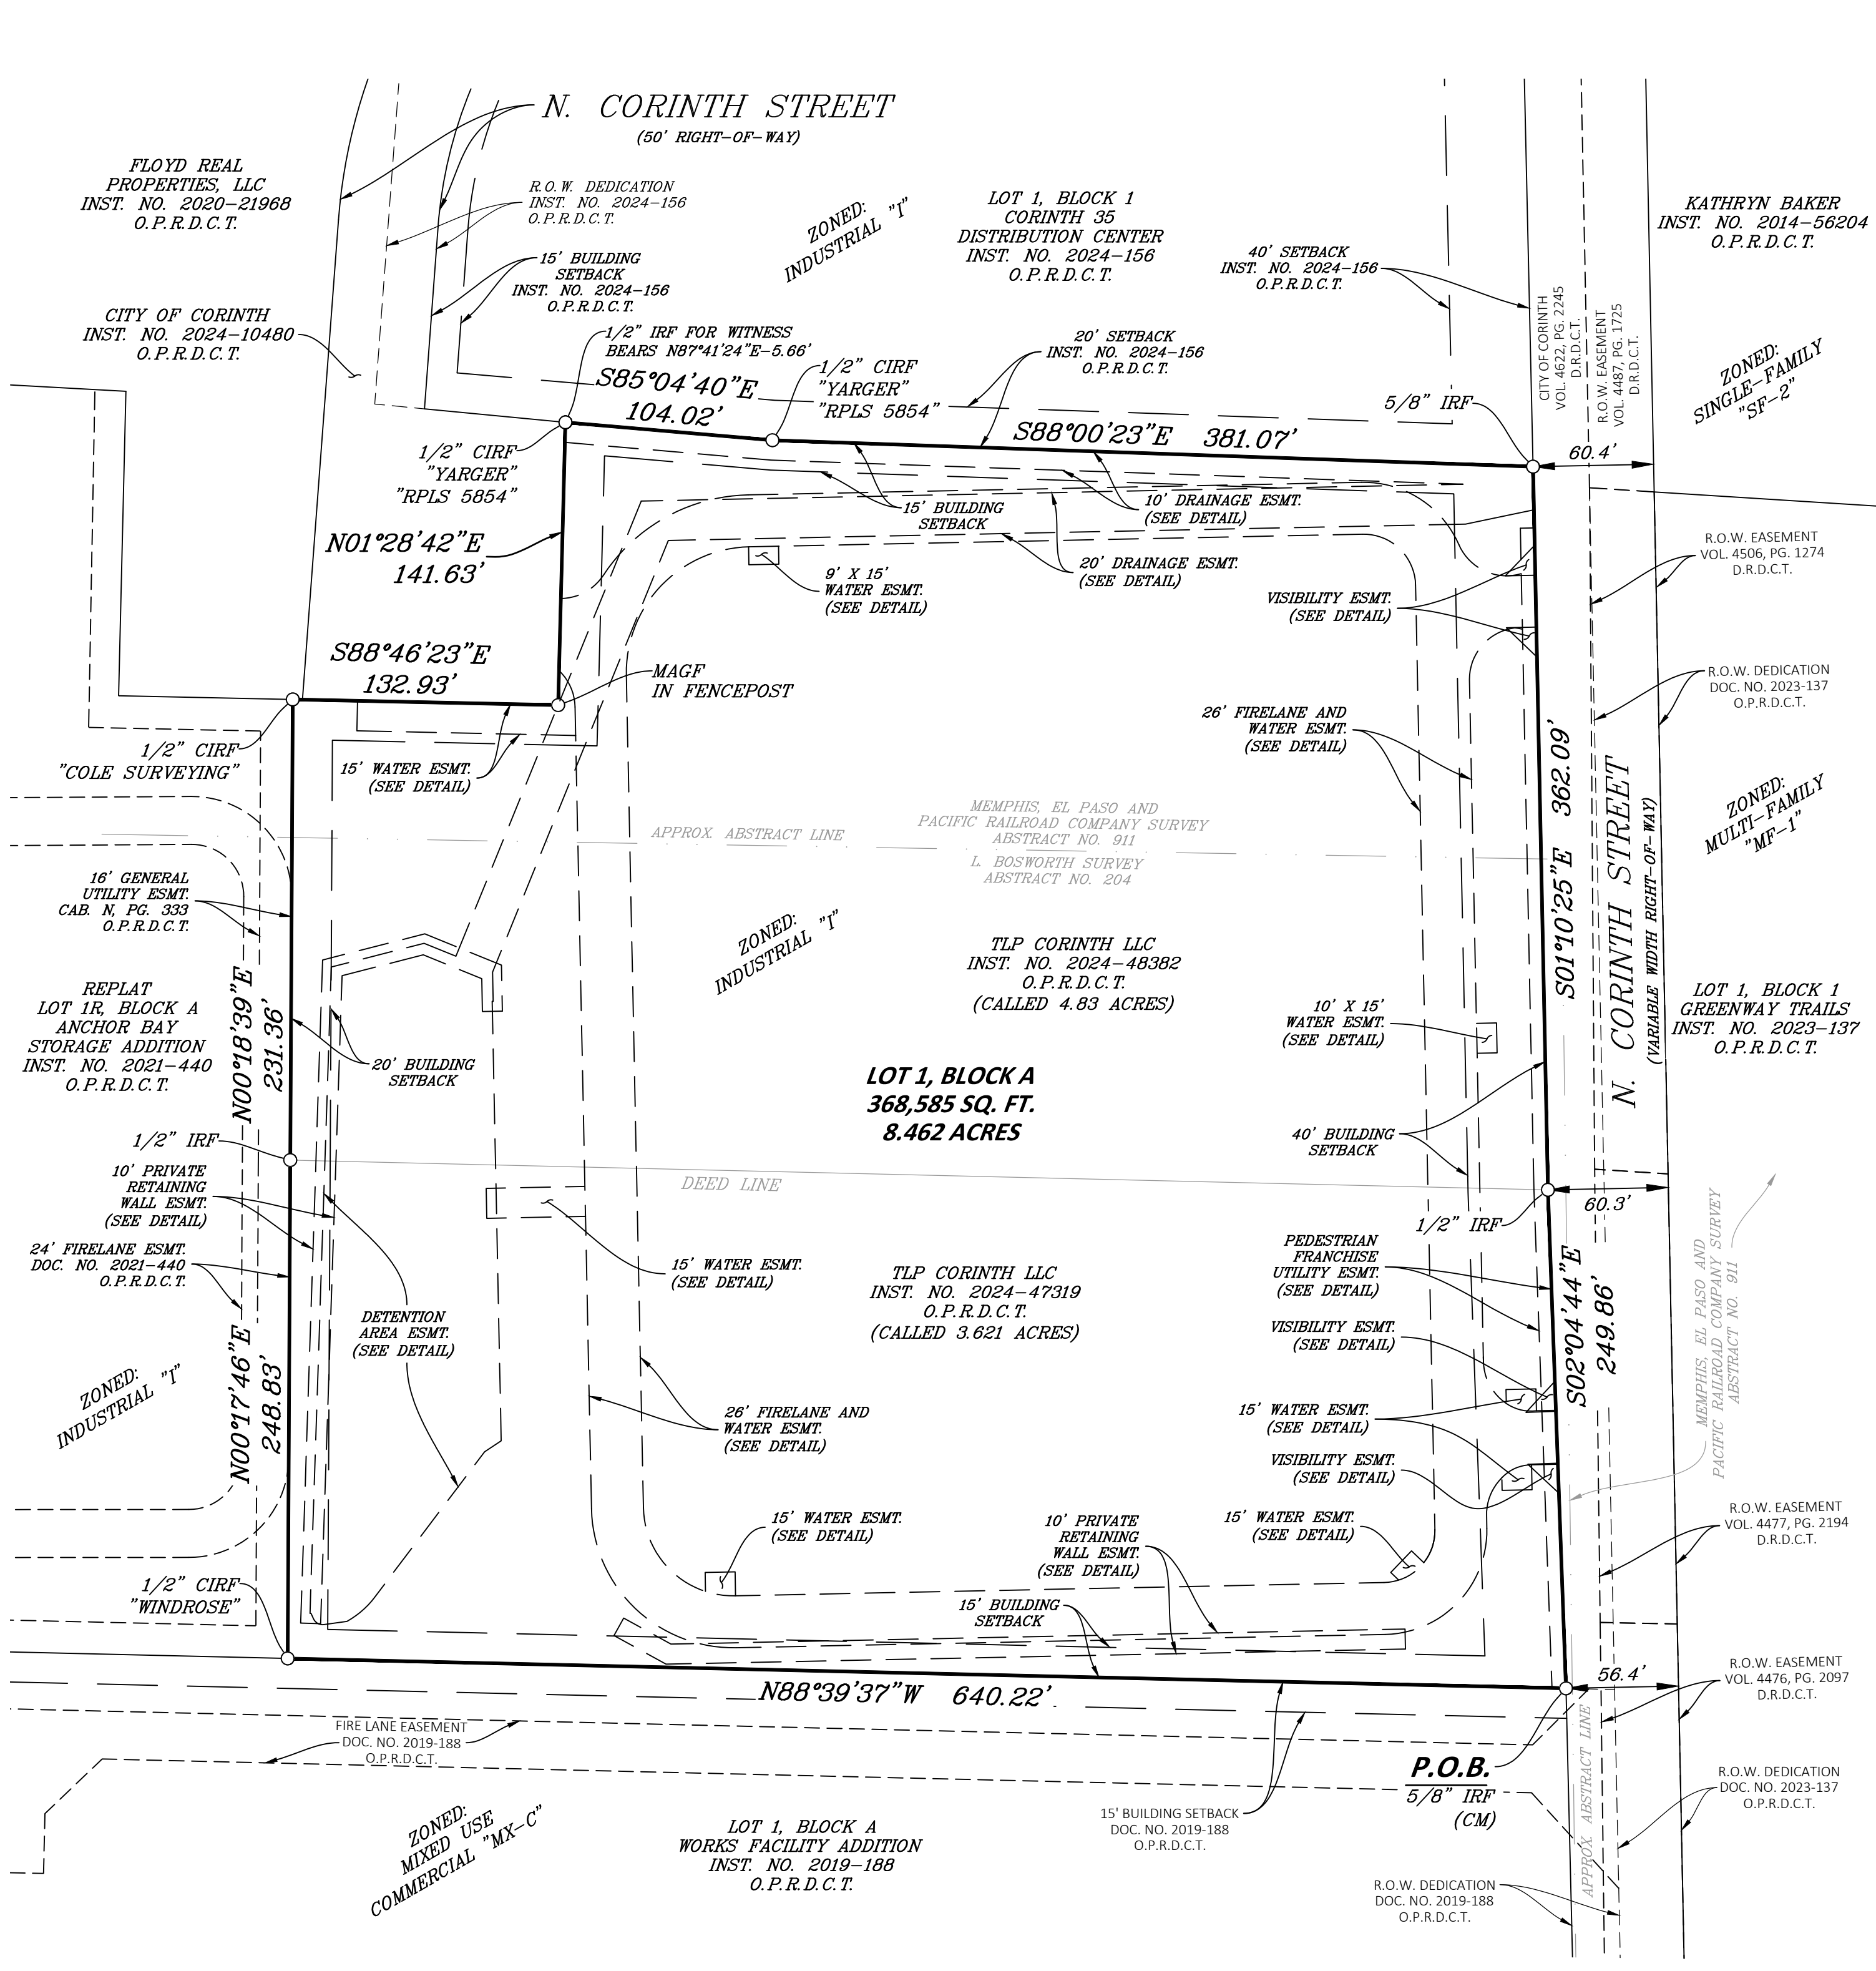 N. CORINTH STREET
(50' RIGHT-OF-WAY)
FLOYD REAL
PROPERTIES, LLC
INST. NO. 2020-21968
O.P.R.D.C.T.
R.O.W. DEDICATION
INST. NO. 2024-156
O.P.R.D.C.T.
ZONED:
INDUSTRIAL "I"
LOT 1, BLOCK 1
CORINTH 35
DISTRIBUTION CENTER
INST. NO. 2024-156
O.P.R.D.C.T.
KATHRYN BAKER
INST. NO. 2014-56204
O.P.R.D.C.T.
15' BUILDING
SETBACK
INST. NO. 2024-156
O.P.R.D.C.T.
40' SETBACK
INST. NO. 2024-156
O.P.R.D.C.T.
CITY OF CORINTH
VOL. 4622, PG. 2245
D.R.D.C.T.
R.O.W. EASEMENT
VOL. 4487, PG. 1725
D.R.D.C.T.
CITY OF CORINTH
INST. NO. 2024-10480
O.P.R.D.C.T.
1/2" IRF FOR WITNESS
BEARS N87°41'24"E-5.66'
20' SETBACK
INST. NO. 2024-156
O.P.R.D.C.T.
ZONED:
SINGLE-FAMILY
"SF-2"
S85°04'40"E
104.02'
1/2" CIRF
"YARGER"
"RPLS 5854"
5/8" IRF
S88°00'23"E 381.07'
60.4'
1/2" CIRF
"YARGER"
"RPLS 5854"
15' BUILDING
SETBACK
10' DRAINAGE ESMT.
(SEE DETAIL)
N01°28'42"E
141.63'
9' X 15'
WATER ESMT.
(SEE DETAIL)
20' DRAINAGE ESMT.
(SEE DETAIL)
VISIBILITY ESMT.
(SEE DETAIL)
R.O.W. EASEMENT
VOL. 4506, PG. 1274
D.R.D.C.T.
S88°46'23"E
132.93'
MAGF
IN FENCEPOST
R.O.W. DEDICATION
DOC. NO. 2023-137
O.P.R.D.C.T.
26' FIRELANE AND
WATER ESMT.
(SEE DETAIL)
1/2" CIRF
"COLE SURVEYING"
15' WATER ESMT.
(SEE DETAIL)
S01°10'25"E 362.09'
N. CORINTH STREET
(VARIABLE WIDTH RIGHT-OF-WAY)
ZONED:
MULTI-FAMILY
"MF-1"
APPROX ABSTRACT LINE
MEMPHIS, EL PASO AND
PACIFIC RAILROAD COMPANY SURVEY
ABSTRACT NO. 911
L. BOSWORTH SURVEY
ABSTRACT NO. 204
16' GENERAL
UTILITY ESMT.
CAB. N, PG. 333
O.P.R.D.C.T.
ZONED:
INDUSTRIAL "I"
TLP CORINTH LLC
INST. NO. 2024-48382
O.P.R.D.C.T.
(CALLED 4.83 ACRES)
REPLAT
LOT 1R, BLOCK A
ANCHOR BAY
STORAGE ADDITION
INST. NO. 2021-440
O.P.R.D.C.T.
N00°18'39"E
231.36'
20' BUILDING
SETBACK
10' X 15'
WATER ESMT.
(SEE DETAIL)
LOT 1, BLOCK 1
GREENWAY TRAILS
INST. NO. 2023-137
O.P.R.D.C.T.
LOT 1, BLOCK A
368,585 SQ. FT.
8.462 ACRES
40' BUILDING
SETBACK
1/2" IRF
10' PRIVATE
RETAINING
WALL ESMT.
(SEE DETAIL)
DEED LINE
60.3'
1/2" IRF
24' FIRELANE ESMT.
DOC. NO. 2021-440
O.P.R.D.C.T.
15' WATER ESMT.
(SEE DETAIL)
TLP CORINTH LLC
INST. NO. 2024-47319
O.P.R.D.C.T.
(CALLED 3.621 ACRES)
PEDESTRIAN
FRANCHISE
UTILITY ESMT.
(SEE DETAIL)
S02°04'44"E
249.86'
MEMPHIS, EL PASO AND
PACIFIC RAILROAD COMPANY SURVEY
ABSTRACT NO. 911
DETENTION
AREA ESMT.
(SEE DETAIL)
VISIBILITY ESMT.
(SEE DETAIL)
ZONED:
INDUSTRIAL "I"
N00°17'46"E
248.83'
26' FIRELANE AND
WATER ESMT.
(SEE DETAIL)
15' WATER ESMT.
(SEE DETAIL)
VISIBILITY ESMT.
(SEE DETAIL)
15' WATER ESMT.
(SEE DETAIL)
10' PRIVATE
RETAINING
WALL ESMT.
(SEE DETAIL)
15' WATER ESMT.
(SEE DETAIL)
R.O.W. EASEMENT
VOL. 4477, PG. 2194
D.R.D.C.T.
1/2" CIRF
"WINDROSE"
15' BUILDING
SETBACK
N88°39'37"W 640.22'
56.4'
R.O.W. EASEMENT
VOL. 4476, PG. 2097
D.R.D.C.T.
FIRE LANE EASEMENT
DOC. NO. 2019-188
O.P.R.D.C.T.
P.O.B.
5/8" IRF
(CM)
APPROX ABSTRACT LINE
R.O.W. DEDICATION
DOC. NO. 2023-137
O.P.R.D.C.T.
ZONED:
MIXED USE
COMMERCIAL "MX-C"
LOT 1, BLOCK A
WORKS FACILITY ADDITION
INST. NO. 2019-188
O.P.R.D.C.T.
15' BUILDING SETBACK
DOC. NO. 2019-188
O.P.R.D.C.T.
R.O.W. DEDICATION
DOC. NO. 2019-188
O.P.R.D.C.T.